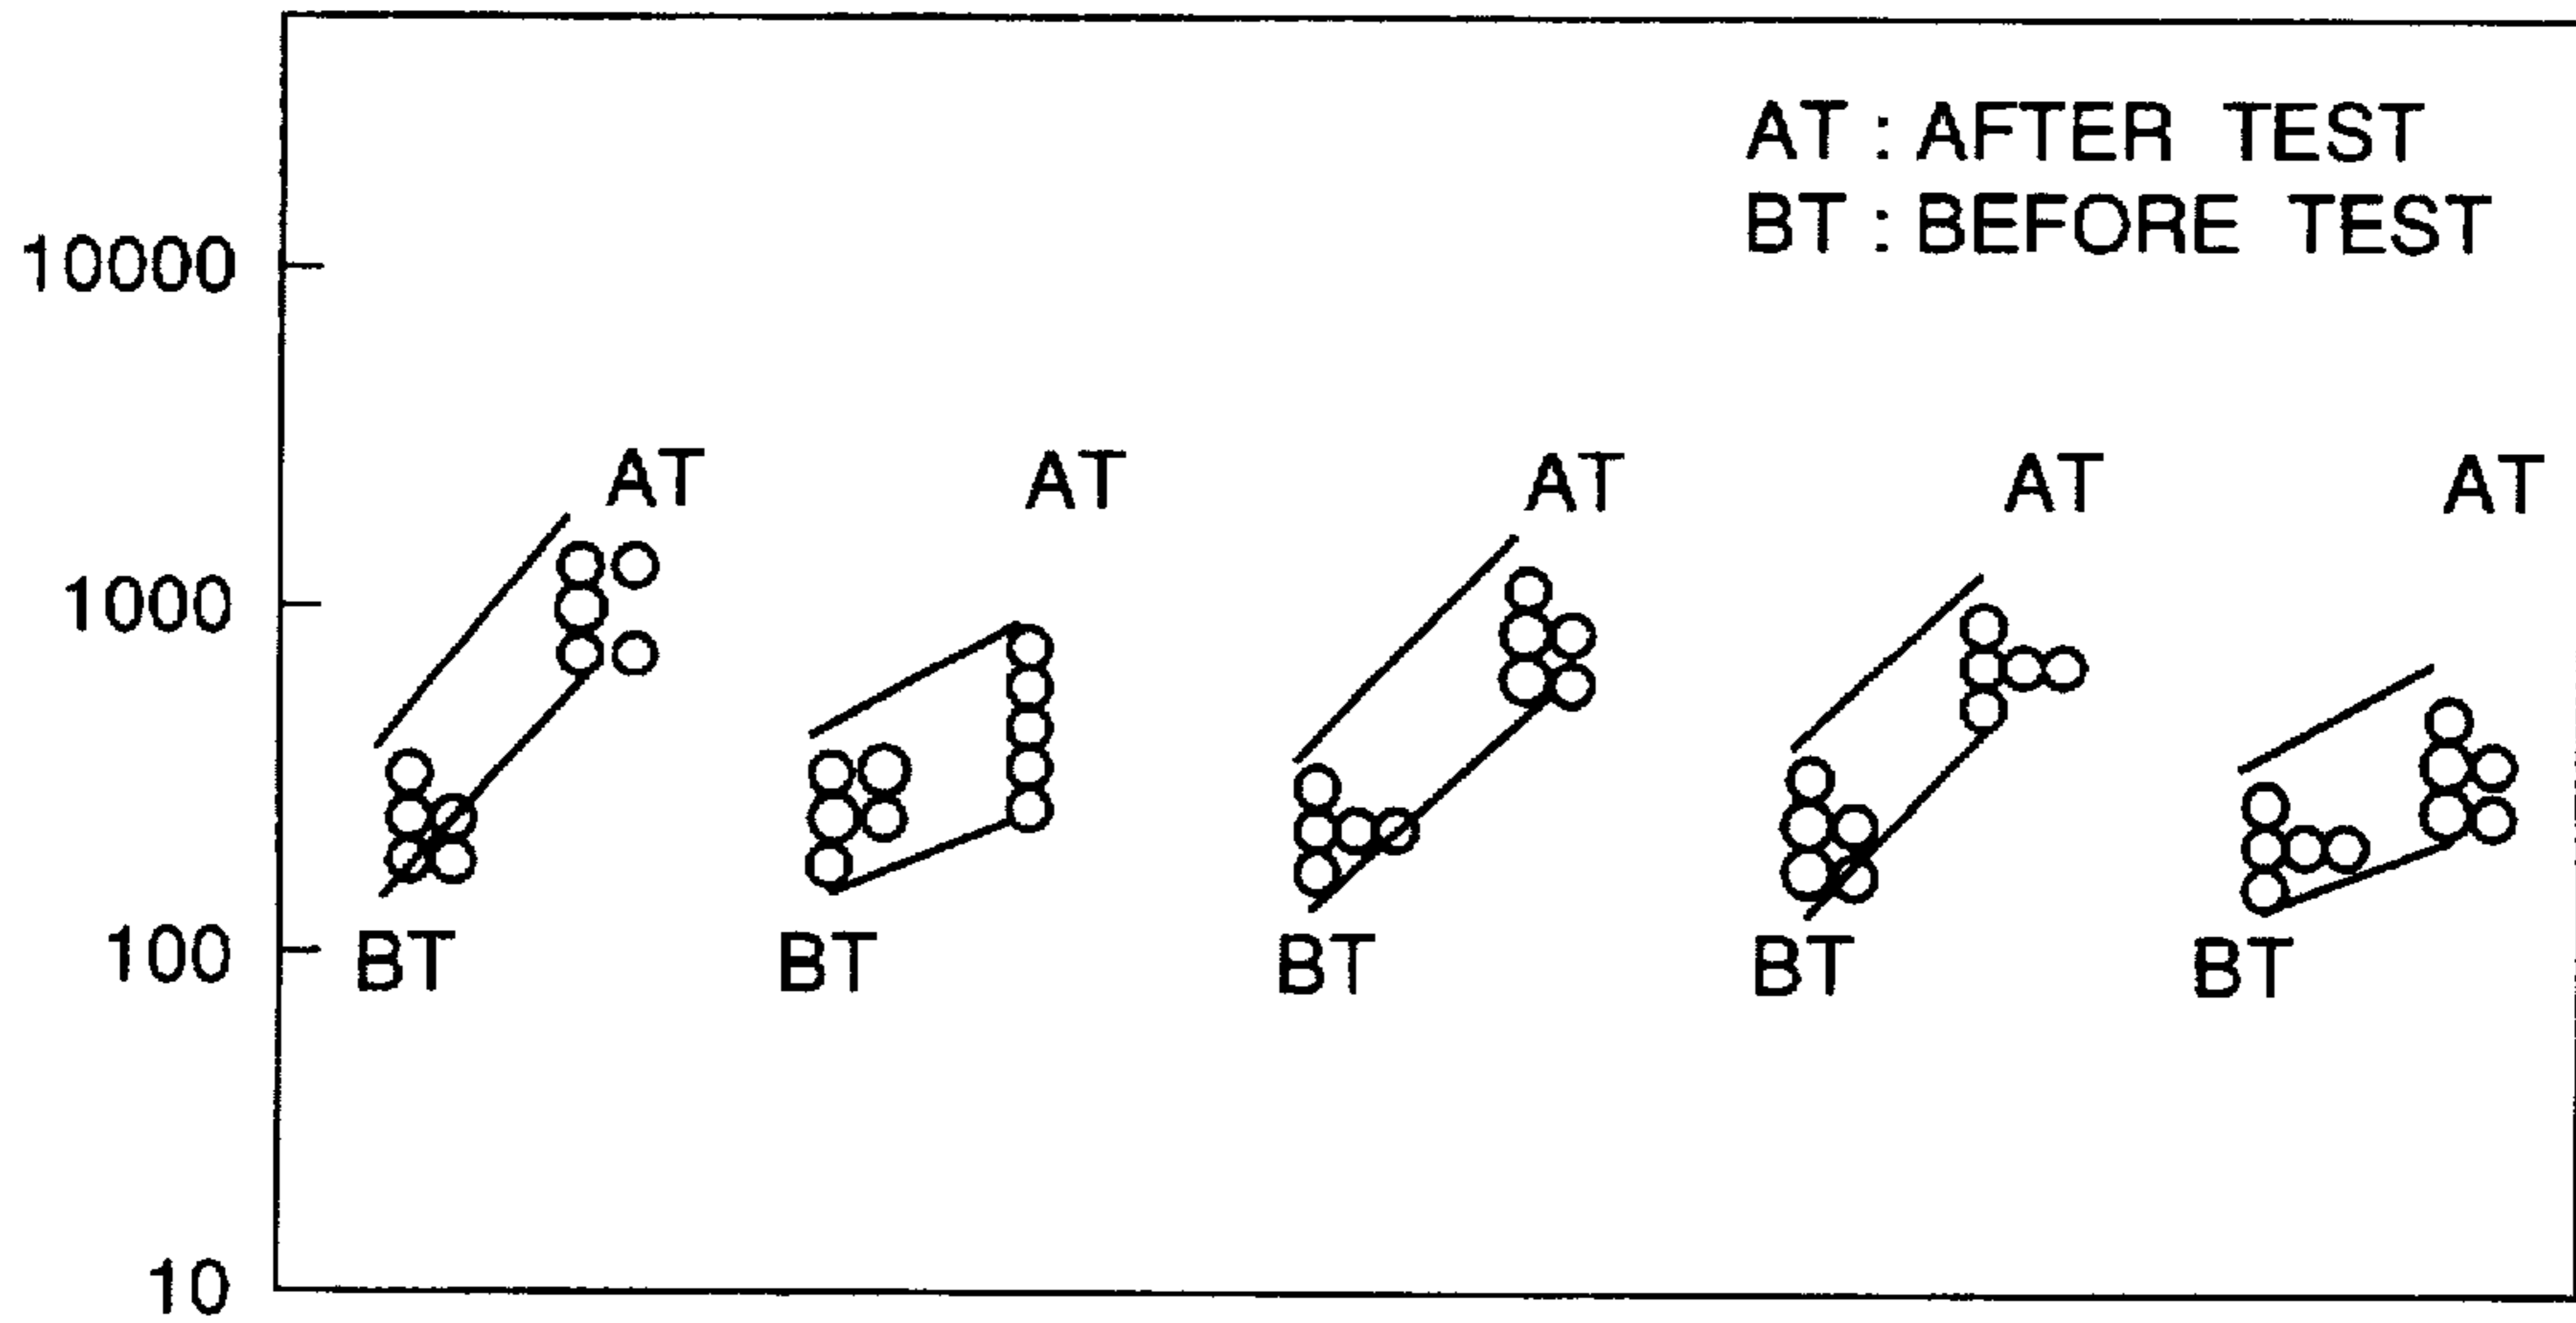 AT : AFTER TEST
BT : BEFORE TEST
10000
AT AT AT AT AT
1000
100
BT BT BT BT BT
10